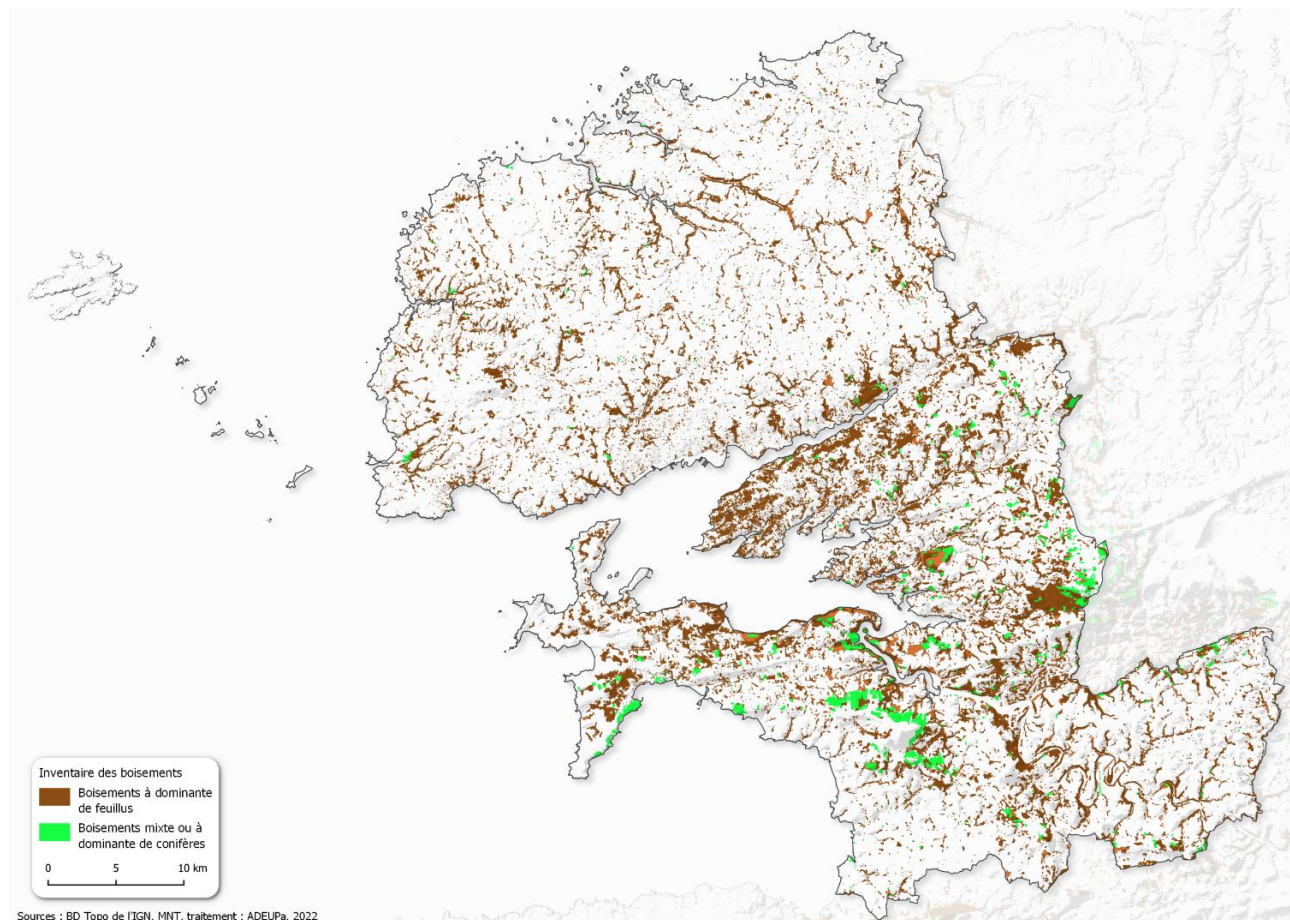 Inventaire des boisements
Boisements à dominante
de feuillus
Boisements mixte ou à
dominante de conifères
0 5 10 km
Sources : BD Topo de l'IGN, MNT, traitement : ADEUPa, 2022